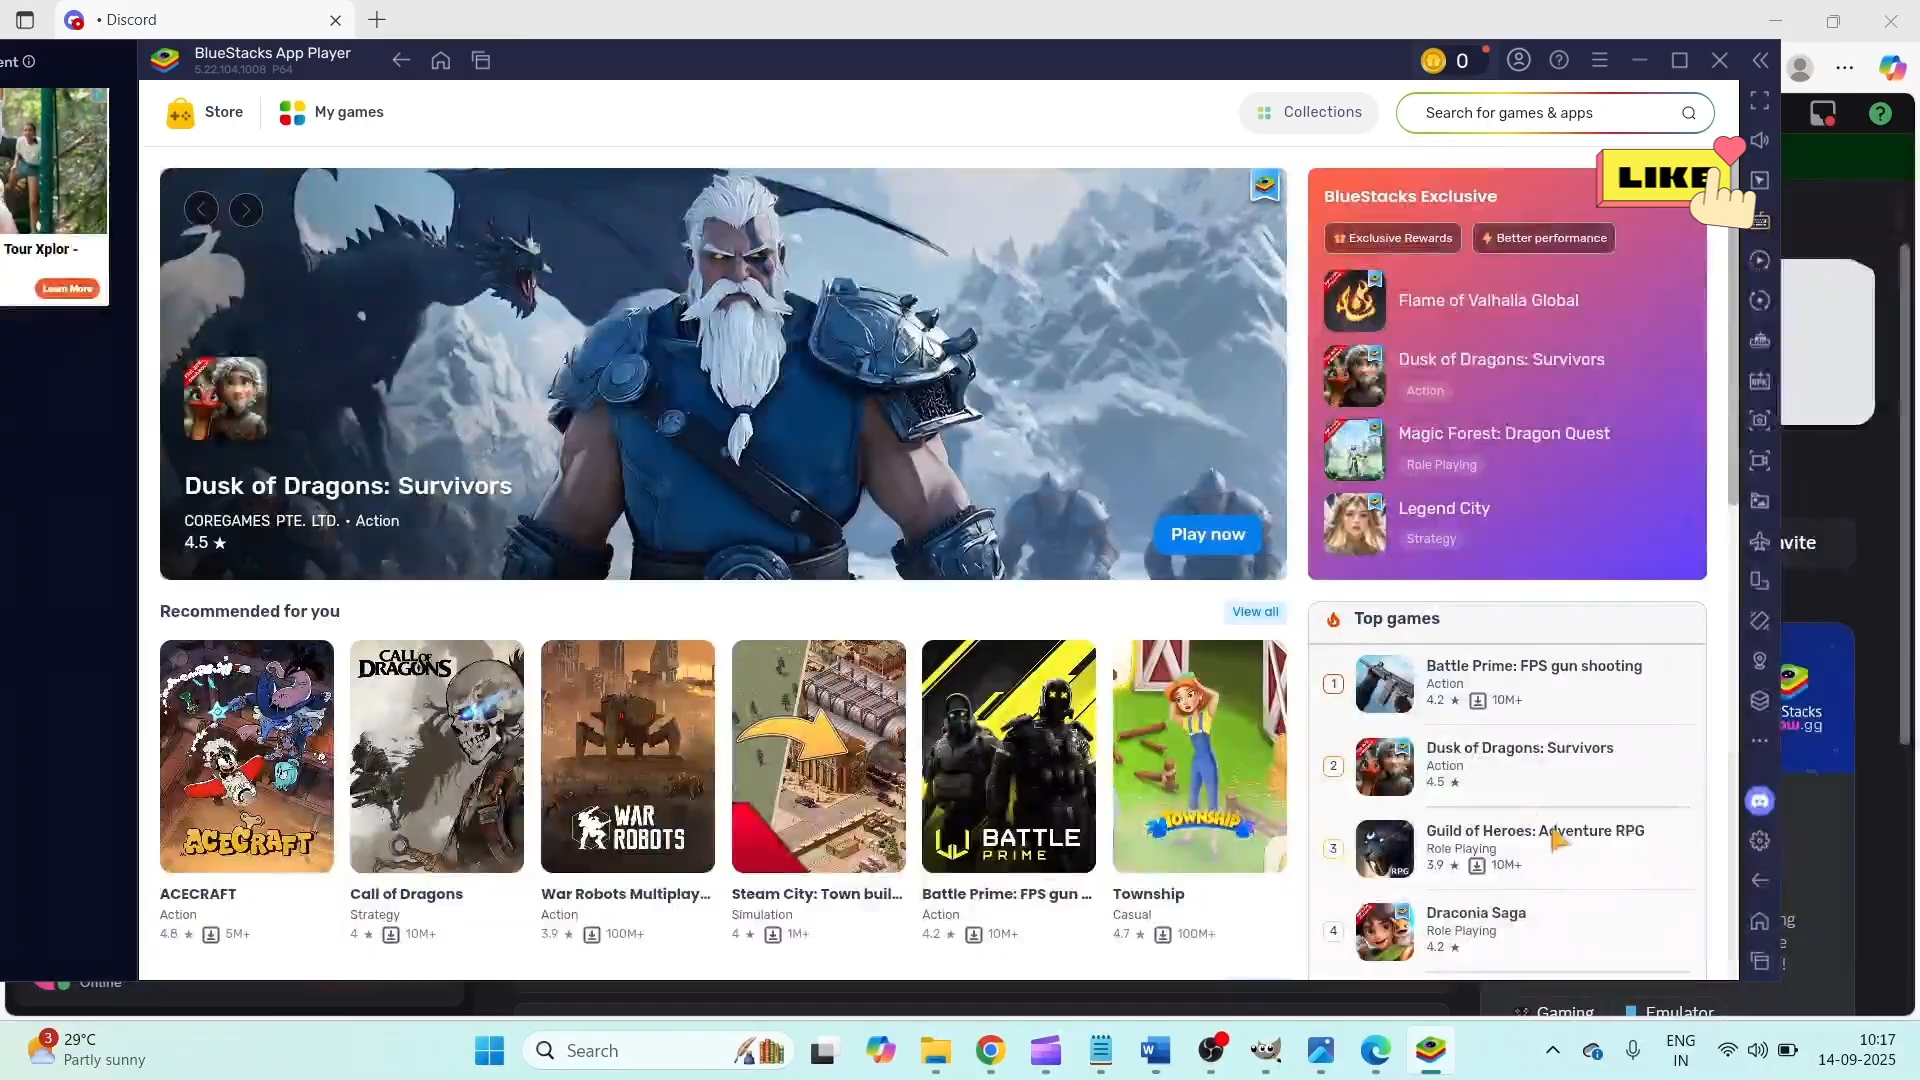 • Discord
ent
BlueStacks App Player
5.22.104.1008 P64
0
Store
My games
Collections
Search for games & apps
LIKE
BlueStacks Exclusive
Exclusive Rewards
Better performance
Flame of Valhalla Global
Dusk of Dragons: Survivors
Action
Magic Forest: Dragon Quest
Role Playing
Legend City
Strategy
Tour Xplor -
Learn More
Dusk of Dragons: Survivors
COREGAMES PTE. LTD. • Action
4.5 ★
Play now
Recommended for you
View all
CALL OF
DRAGONS
ACECRAFT
WAR
ROBOTS
BATTLE
PRIME
TOWNSHIP
ACECRAFT
Action
4.8 ★ 5M+
Call of Dragons
Strategy
4 ★ 10M+
War Robots Multiplay...
Action
3.9 ★ 100M+
Steam City: Town buil...
Simulation
4 ★ 1M+
Battle Prime: FPS gun ...
Action
4.2 ★ 10M+
Township
Casual
4.7 ★ 100M+
Top games
1
Battle Prime: FPS gun shooting
Action
4.2 ★ 10M+
2
Dusk of Dragons: Survivors
Action
4.5 ★
3
Guild of Heroes: Adventure RPG
Role Playing
3.9 ★ 10M+
RPG
4
Draconia Saga
Role Playing
4.2 ★
nvite
Stacks
ow.gg
ng
e
!
Online
Gaming
Emulator
3
29°C
Partly sunny
Search
ENG
IN
10:17
14-09-2025